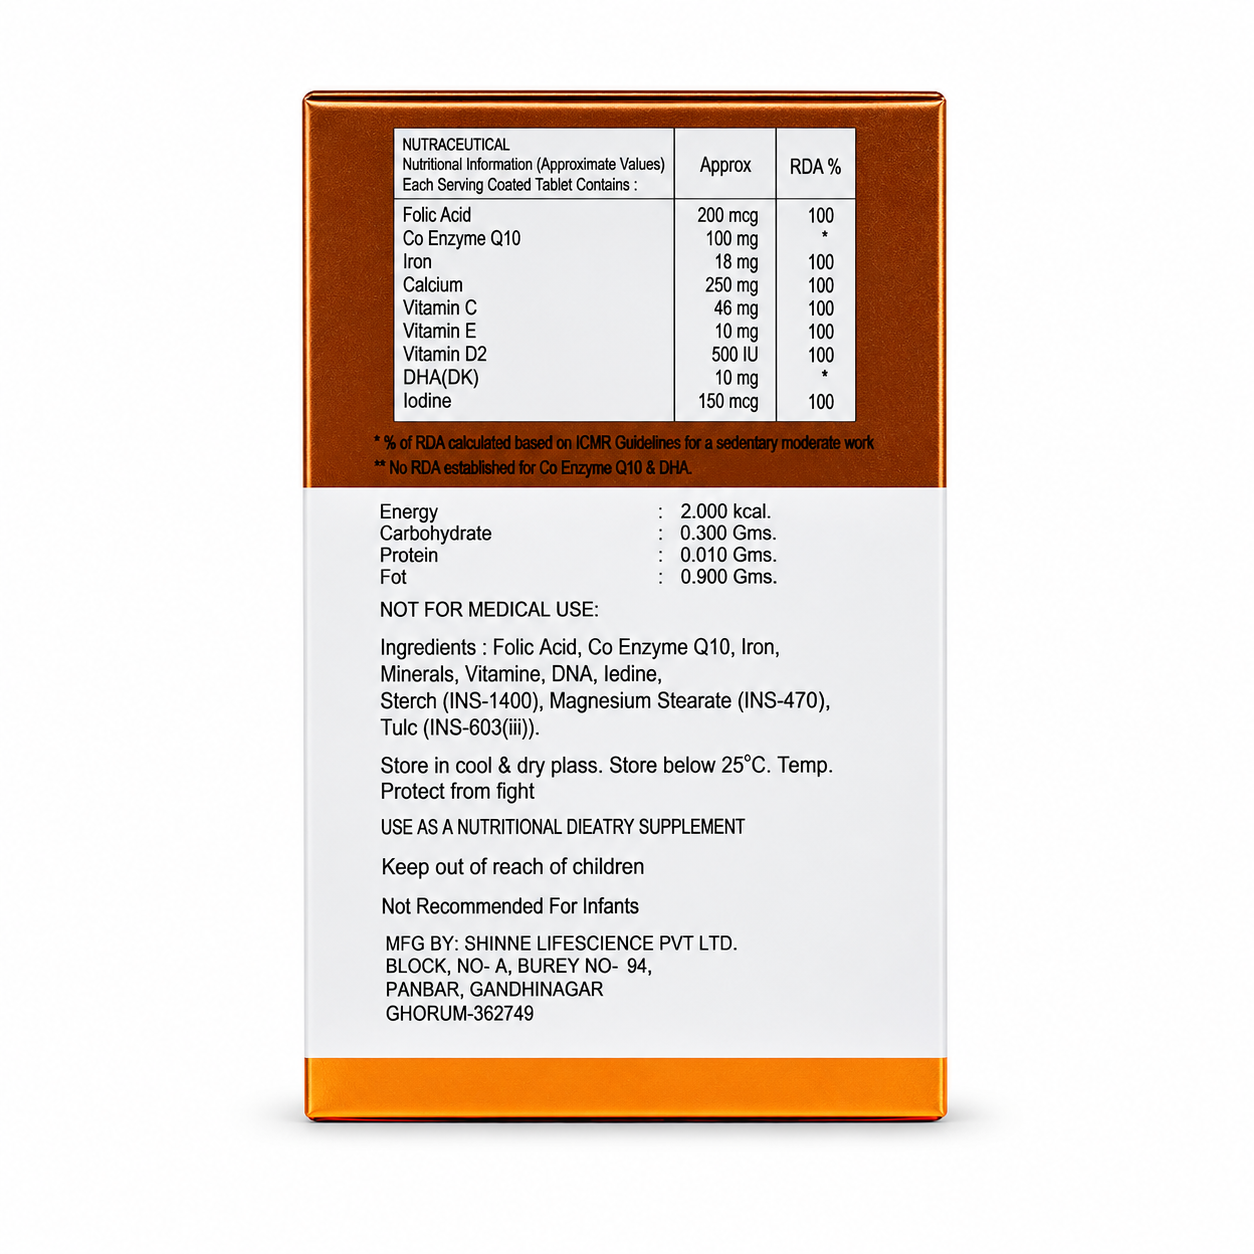 NUTRACEUTICAL
Nutritional Information (Approximate Values)
Each Serving Coated Tablet Contains :
Approx
RDA %
Folic Acid 200 mcg 100
Co Enzyme Q10 100 mg *
Iron 18 mg 100
Calcium 250 mg 100
Vitamin C 46 mg 100
Vitamin E 10 mg 100
Vitamin D2 500 IU 100
DHA(DK) 10 mg *
Iodine 150 mcg 100
* % of RDA calculated based on ICMR Guidelines for a sedentary moderate work
** No RDA established for Co Enzyme Q10 & DHA.
Energy : 2.000 kcal.
Carbohydrate : 0.300 Gms.
Protein : 0.010 Gms.
Fot : 0.900 Gms.
NOT FOR MEDICAL USE:
Ingredients : Folic Acid, Co Enzyme Q10, Iron,
Minerals, Vitamine, DNA, Iedine,
Sterch (INS-1400), Magnesium Stearate (INS-470),
Tulc (INS-603(iii)).
Store in cool & dry plass. Store below 25°C. Temp.
Protect from fight
USE AS A NUTRITIONAL DIEATRY SUPPLEMENT
Keep out of reach of children
Not Recommended For Infants
MFG BY: SHINNE LIFESCIENCE PVT LTD.
BLOCK, NO- A, BUREY NO- 94,
PANBAR, GANDHINAGAR
GHORUM-362749